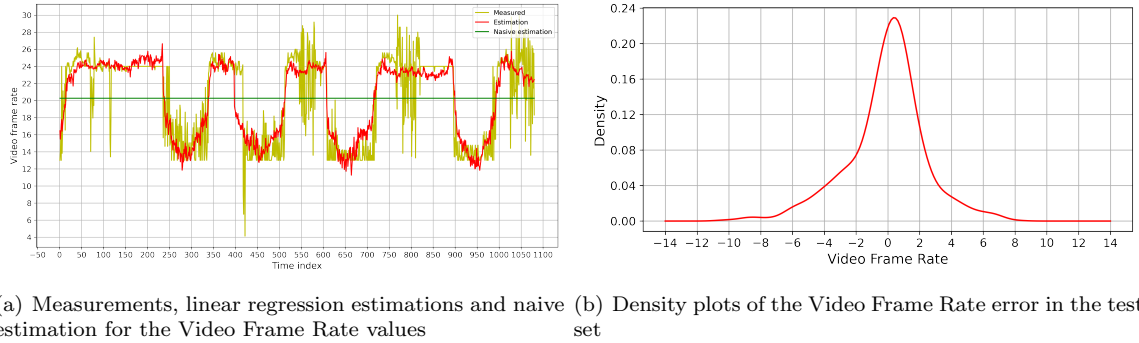 Measured
Estimation
Nasive estimation
30
28
26
24
22
20
18
16
14
12
10
8
6
4
Video frame rate
−50 0 50 100 150 200 250 300 350 400 450 500 550 600 650 700 750 800 850 900 950 1000 1050 1100
Time index
0.24
0.20
0.16
0.12
0.08
0.04
0.00
Density
−14 −12 −10 −8 −6 −4 −2 0 2 4 6 8 10 12 14
Video Frame Rate
a) Measurements, linear regression estimations and naive
estimation for the Video Frame Rate values
(b) Density plots of the Video Frame Rate error in the test
set